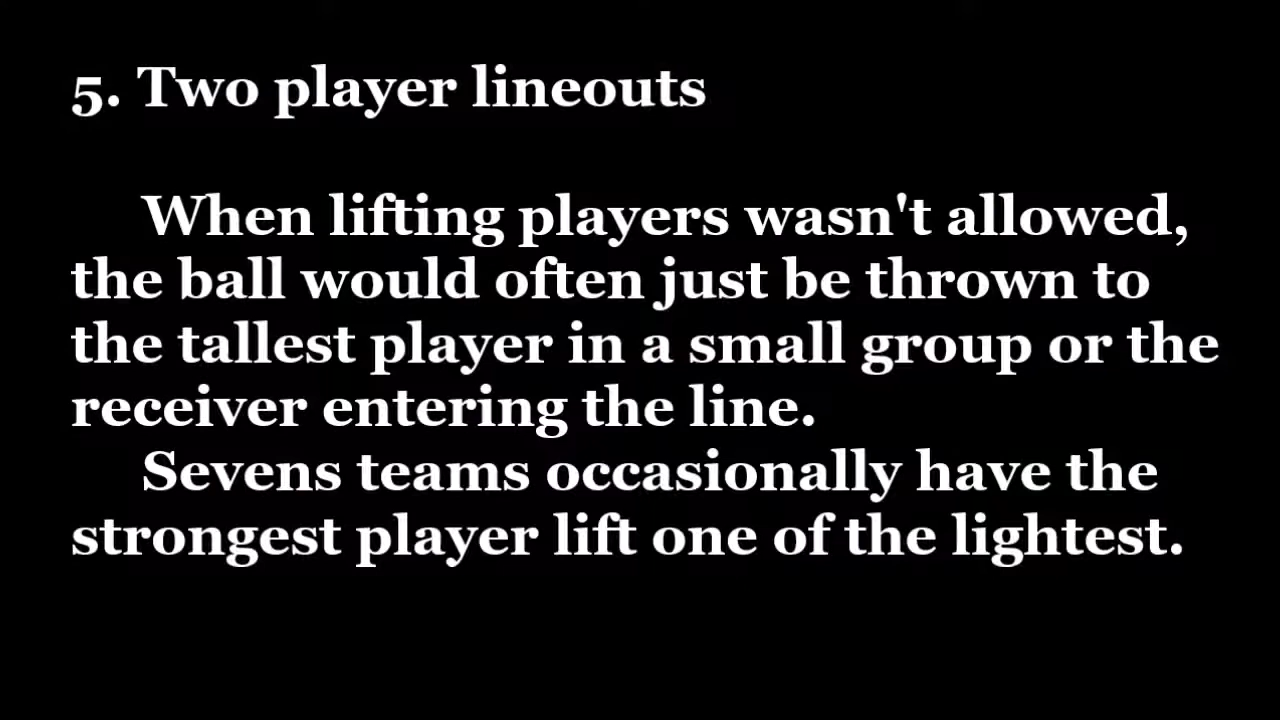 5. Two player lineouts
When lifting players wasn't allowed,
the ball would often just be thrown to
the tallest player in a small group or the
receiver entering the line.
Sevens teams occasionally have the
strongest player lift one of the lightest.